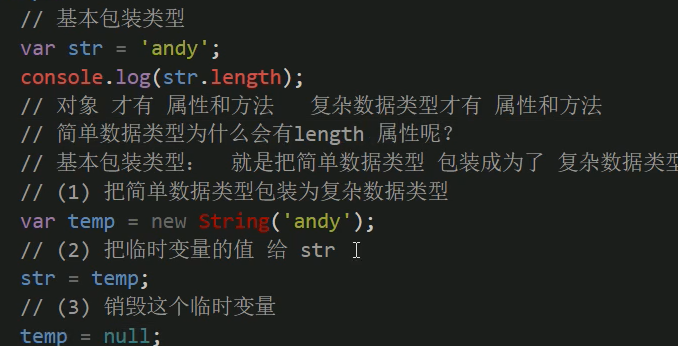 // 基本包装类型
var str = 'andy';
console.log(str.length);
// 对象 才有 属性和方法   复杂数据类型才有 属性和方法
// 简单数据类型为什么会有length 属性呢?
// 基本包装类型:  就是把简单数据类型 包装成为了 复杂数据类型
// (1) 把简单数据类型包装为复杂数据类型
var temp = new String('andy');
// (2) 把临时变量的值 给 str
str = temp;
// (3) 销毁这个临时变量
temp = null;